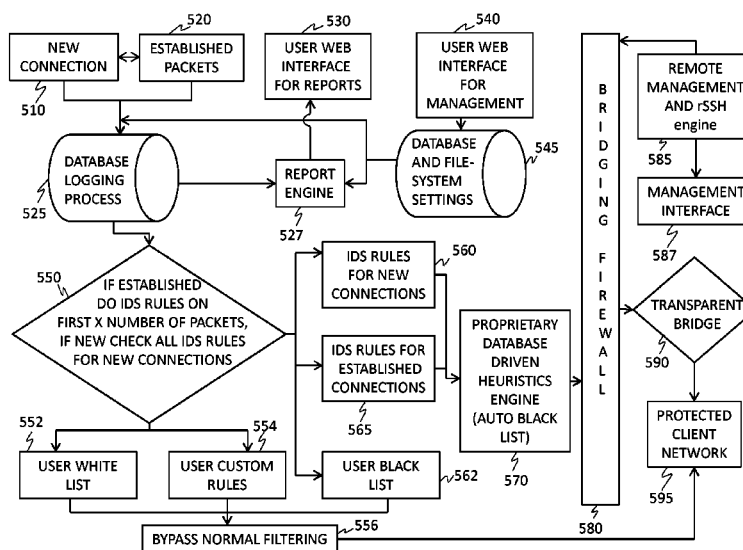 520
530
540
NEW
CONNECTION
ESTABLISHED
PACKETS
USER WEB
INTERFACE
FOR REPORTS
USER WEB
INTERFACE
FOR
MANAGEMENT
510
REMOTE
MANAGEMENT
AND rSSH
engine
585
DATABASE
LOGGING
PROCESS
525
REPORT
ENGINE
527
DATABASE
AND FILE-
SYSTEM
SETTINGS
545
MANAGEMENT
INTERFACE
587
BRIDGING FIREWALL
580
550
IF ESTABLISHED
DO IDS RULES ON
FIRST X NUMBER OF PACKETS,
IF NEW CHECK ALL IDS RULES
FOR NEW CONNECTIONS
IDS RULES
FOR NEW
CONNECTIONS
560
IDS RULES FOR
ESTABLISHED
CONNECTIONS
565
PROPRIETARY
DATABASE
DRIVEN
HEURISTICS
ENGINE
(AUTO BLACK
LIST)
570
TRANSPARENT
BRIDGE
590
552
USER WHITE
LIST
554
USER CUSTOM
RULES
USER BLACK
LIST
562
PROTECTED
CLIENT
NETWORK
595
BYPASS NORMAL FILTERING
556